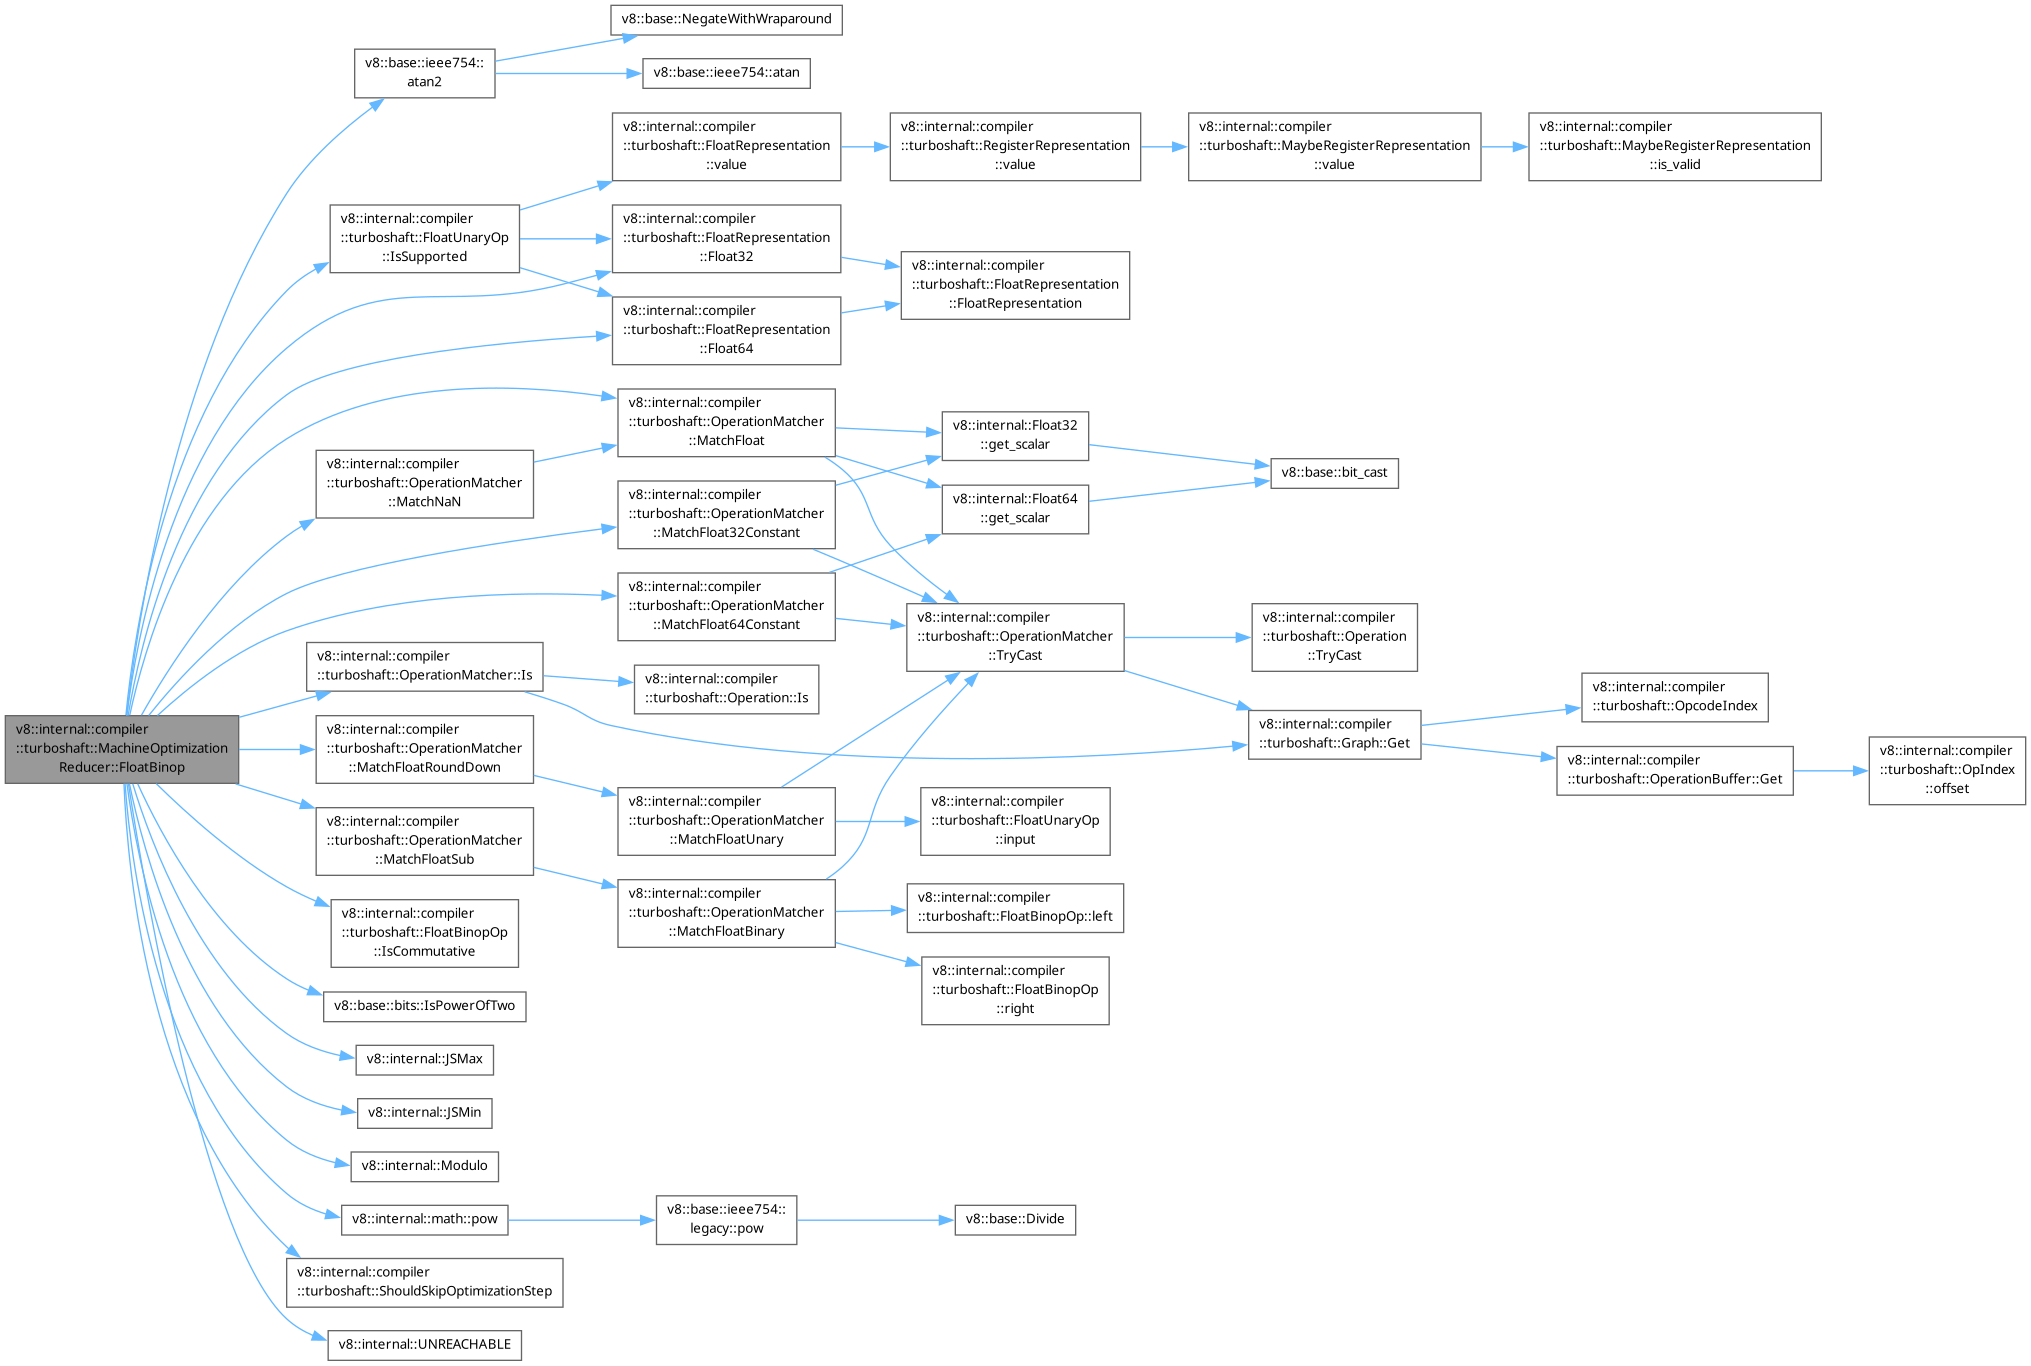 v8::base::NegateWithWraparound
v8::base::ieee754::
atan2
v8::base::ieee754::atan
v8::internal::compiler
::turboshaft::FloatRepresentation
::value
v8::internal::compiler
::turboshaft::RegisterRepresentation
::value
v8::internal::compiler
::turboshaft::MaybeRegisterRepresentation
::value
v8::internal::compiler
::turboshaft::MaybeRegisterRepresentation
::is_valid
v8::internal::compiler
::turboshaft::FloatUnaryOp
::IsSupported
v8::internal::compiler
::turboshaft::FloatRepresentation
::Float32
v8::internal::compiler
::turboshaft::FloatRepresentation
::FloatRepresentation
v8::internal::compiler
::turboshaft::FloatRepresentation
::Float64
v8::internal::compiler
::turboshaft::OperationMatcher
::MatchFloat
v8::internal::Float32
::get_scalar
v8::internal::compiler
::turboshaft::OperationMatcher
::MatchNaN
v8::base::bit_cast
v8::internal::compiler
::turboshaft::OperationMatcher
::MatchFloat32Constant
v8::internal::Float64
::get_scalar
v8::internal::compiler
::turboshaft::OperationMatcher
::MatchFloat64Constant
v8::internal::compiler
::turboshaft::OperationMatcher
::TryCast
v8::internal::compiler
::turboshaft::Operation
::TryCast
v8::internal::compiler
::turboshaft::OperationMatcher::Is
v8::internal::compiler
::turboshaft::Operation::Is
v8::internal::compiler
::turboshaft::OpcodeIndex
v8::internal::compiler
::turboshaft::MachineOptimization
Reducer::FloatBinop
v8::internal::compiler
::turboshaft::OperationMatcher
::MatchFloatRoundDown
v8::internal::compiler
::turboshaft::Graph::Get
v8::internal::compiler
::turboshaft::OperationBuffer::Get
v8::internal::compiler
::turboshaft::OpIndex
::offset
v8::internal::compiler
::turboshaft::OperationMatcher
::MatchFloatUnary
v8::internal::compiler
::turboshaft::FloatUnaryOp
::input
v8::internal::compiler
::turboshaft::OperationMatcher
::MatchFloatSub
v8::internal::compiler
::turboshaft::OperationMatcher
::MatchFloatBinary
v8::internal::compiler
::turboshaft::FloatBinopOp::left
v8::internal::compiler
::turboshaft::FloatBinopOp
::IsCommutative
v8::internal::compiler
::turboshaft::FloatBinopOp
::right
v8::base::bits::IsPowerOfTwo
v8::internal::JSMax
v8::internal::JSMin
v8::internal::Modulo
v8::internal::math::pow
v8::base::ieee754::
legacy::pow
v8::base::Divide
v8::internal::compiler
::turboshaft::ShouldSkipOptimizationStep
v8::internal::UNREACHABLE